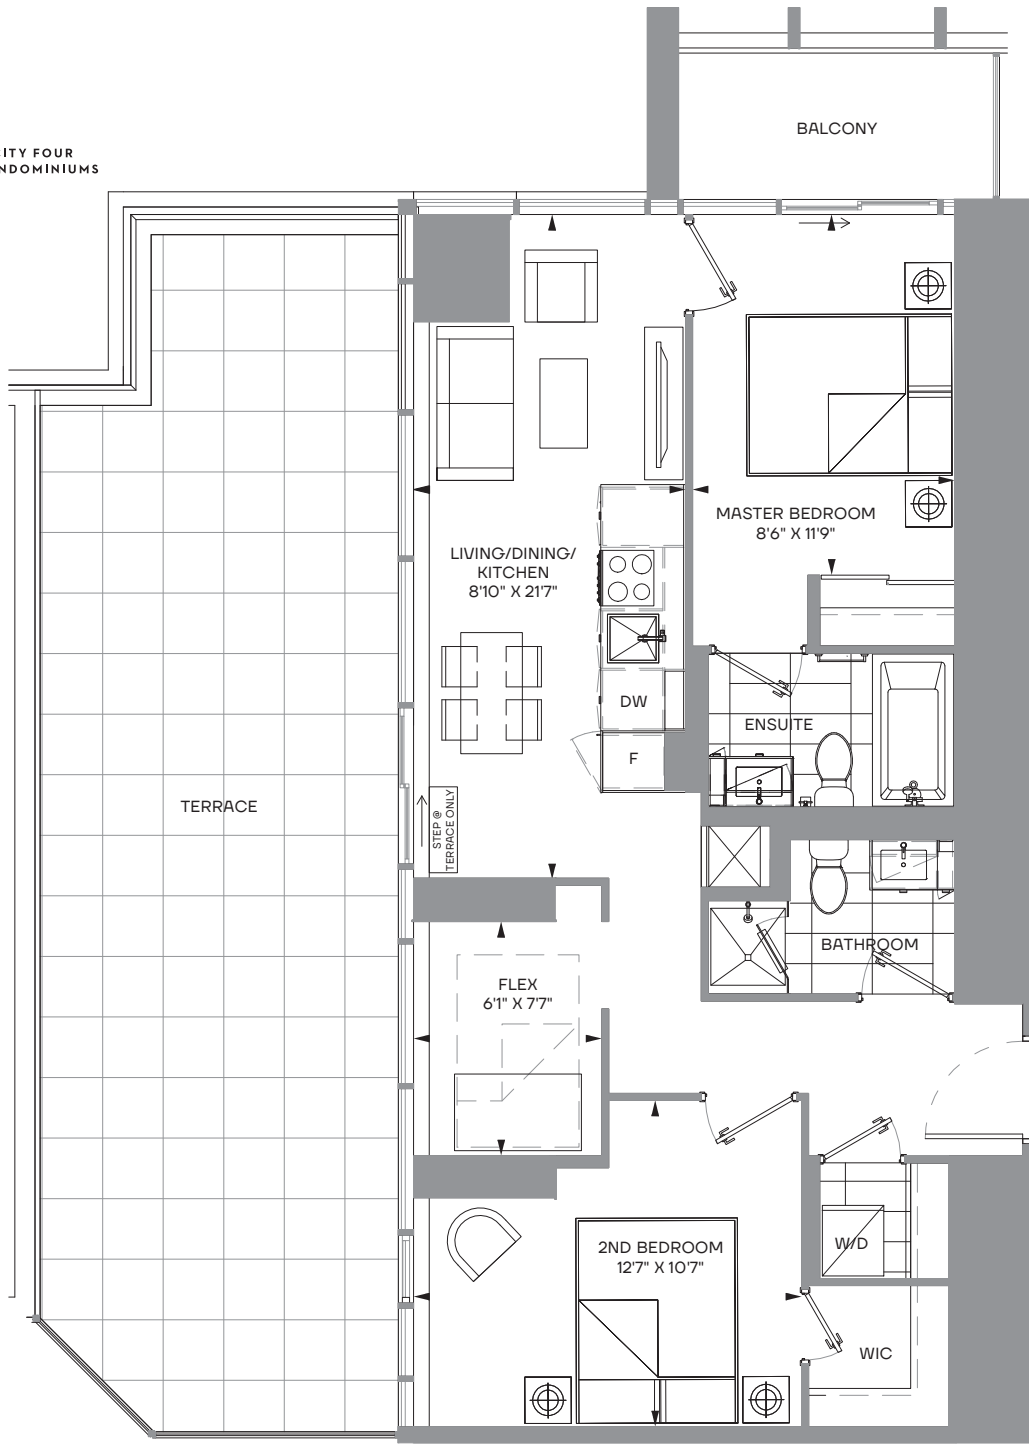 BALCONY
ITY FOUR
NDOMINIUMS
MASTER BEDROOM
8'6" X 11'9"
LIVING/DINING/
KITCHEN
8'10" X 21'7"
DW
ENSUITE
F
TERRACE
STEP @
TERRACE ONLY
BATHROOM
FLEX
6'1" X 7'7"
2ND BEDROOM
12'7" X 10'7"
W/D
WIC